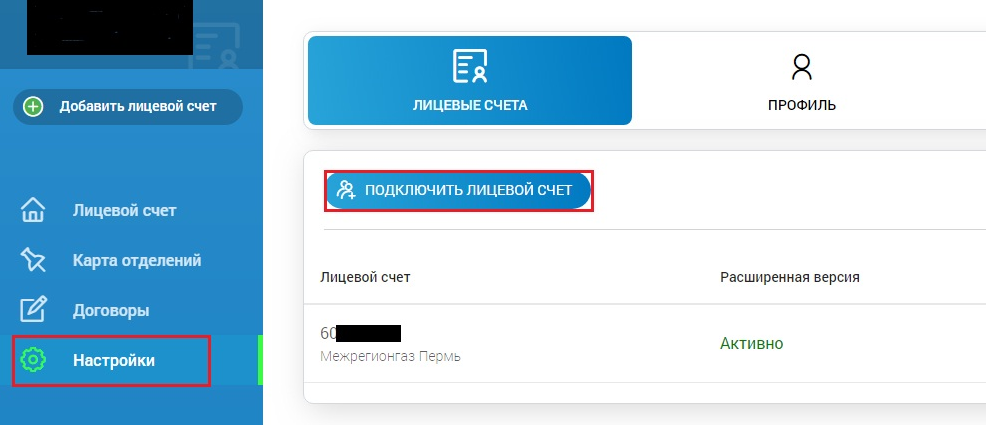 Добавить лицевой счет
Лицевой счет
Карта отделений
Договоры
Настройки
ЛИЦЕВЫЕ СЧЕТА
ПРОФИЛЬ
ПОДКЛЮЧИТЬ ЛИЦЕВОЙ СЧЕТ
Лицевой счет
Расширенная версия
60
Межрегионгаз Пермь
Активно